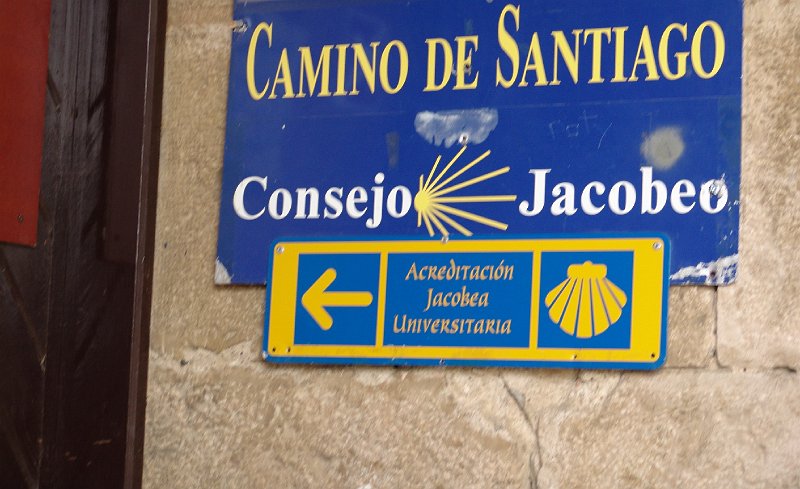 CAMINO DE SANTIAGO
Consejo Jacobeo
Acreditación
Jacobea
Universitaria